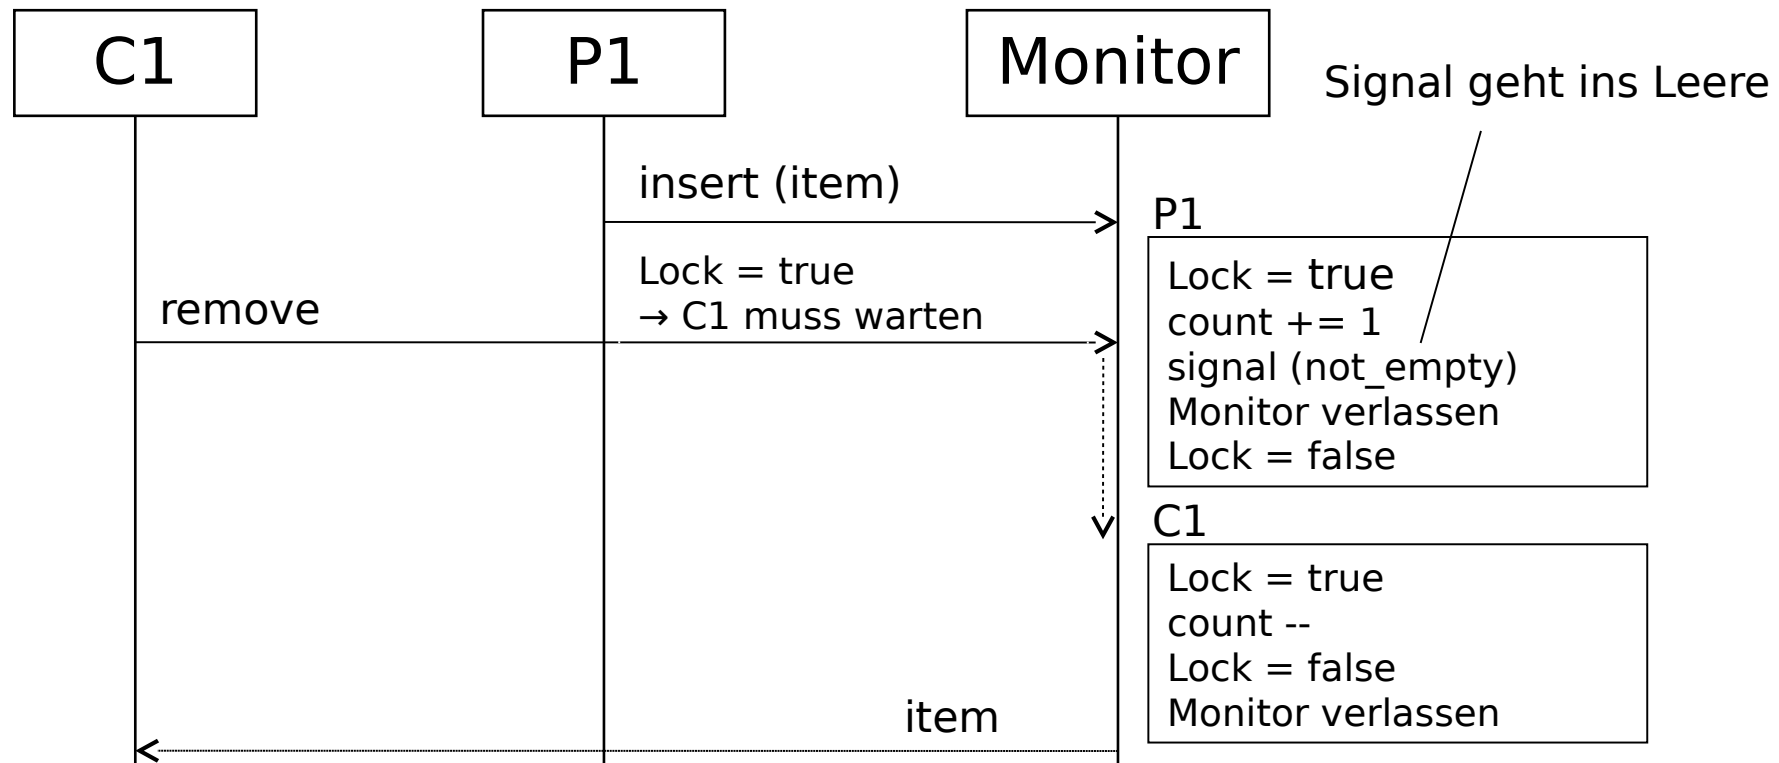 C1
P1
Monitor
Signal geht ins Leere
insert (item)
P1
Lock = true
→ C1 muss warten
remove
Lock = true
count += 1
signal (not_empty)
Monitor verlassen
Lock = false
C1
Lock = true
count --
Lock = false
Monitor verlassen
item